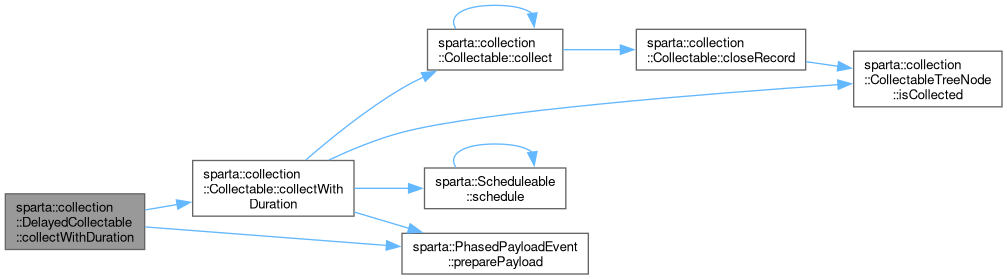 sparta::collection
::DelayedCollectable
::collectWithDuration
sparta::collection
::Collectable::collectWith
Duration
sparta::collection
::Collectable::collect
sparta::collection
::Collectable::closeRecord
sparta::collection
::CollectableTreeNode
::isCollected
sparta::Scheduleable
::schedule
sparta::PhasedPayloadEvent
::preparePayload